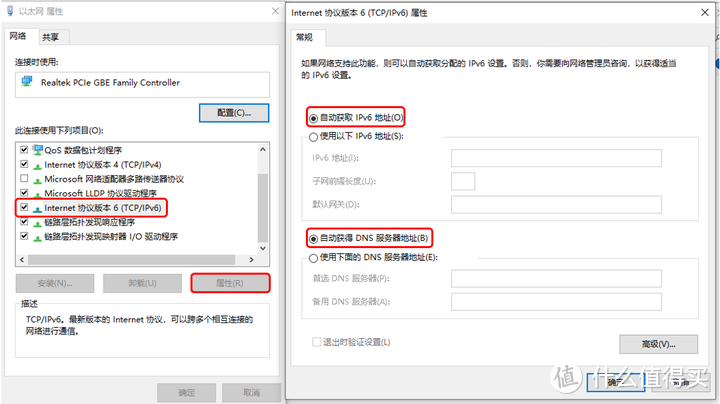 以太网 属性
网络
共享
连接时使用:
Realtek PCIe GBE Family Controller
配置(C)...
此连接使用下列项目(O):
QoS 数据包计划程序
Internet 协议版本 4 (TCP/IPv4)
Microsoft 网络适配器多路传送器协议
Microsoft LLDP 协议驱动程序
Internet 协议版本 6 (TCP/IPv6)
链路层拓扑发现响应程序
链路层拓扑发现映射器 I/O 驱动程序
安装(N)...
卸载(U)
属性(R)
描述
TCP/IPv6。最新版本的 Internet 协议，可以跨多个相互连接的
网络进行通信。
确定
取消
Internet 协议版本 6 (TCP/IPv6) 属性
常规
如果网络支持此功能，则可以自动获取分配的 IPv6 设置。否则，你需要向网络管理员咨询，以获得适当
的 IPv6 设置。
自动获取 IPv6 地址(O)
使用以下 IPv6 地址(S):
IPv6 地址(I):
子网前缀长度(U):
默认网关(D):
自动获得 DNS 服务器地址(B)
使用下面的 DNS 服务器地址(E):
首选 DNS 服务器(P):
备用 DNS 服务器(A):
退出时验证设置(L)
高级(V)...
确定
取消
值 什么值得买